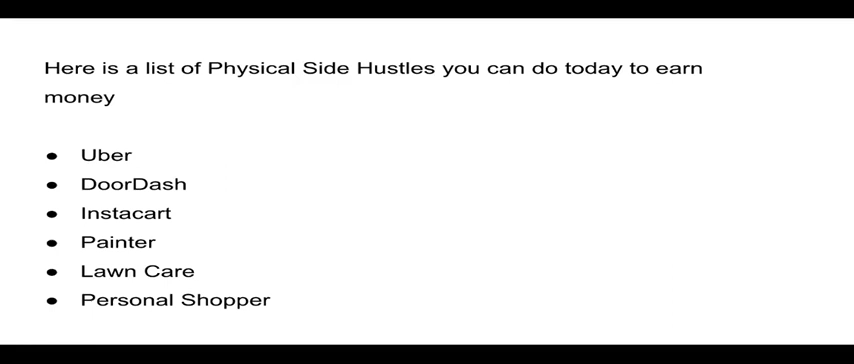 Here is a list of Physical Side Hustles you can do today to earn
money
● Uber
● DoorDash
● Instacart
● Painter
● Lawn Care
● Personal Shopper